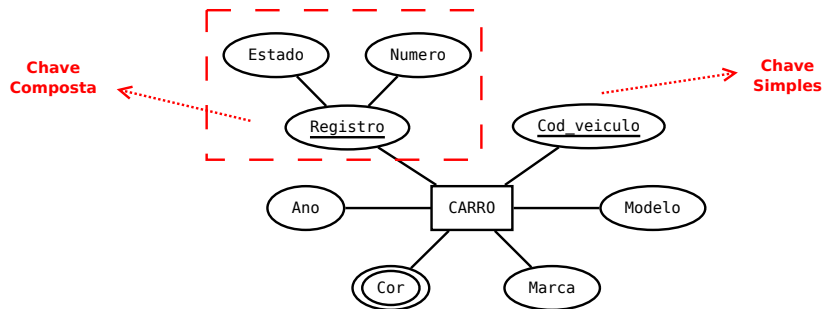 Estado
Numero
Chave
Composta
Chave
Simples
Registro
Cod_veiculo
Ano
CARRO
Modelo
Cor
Marca